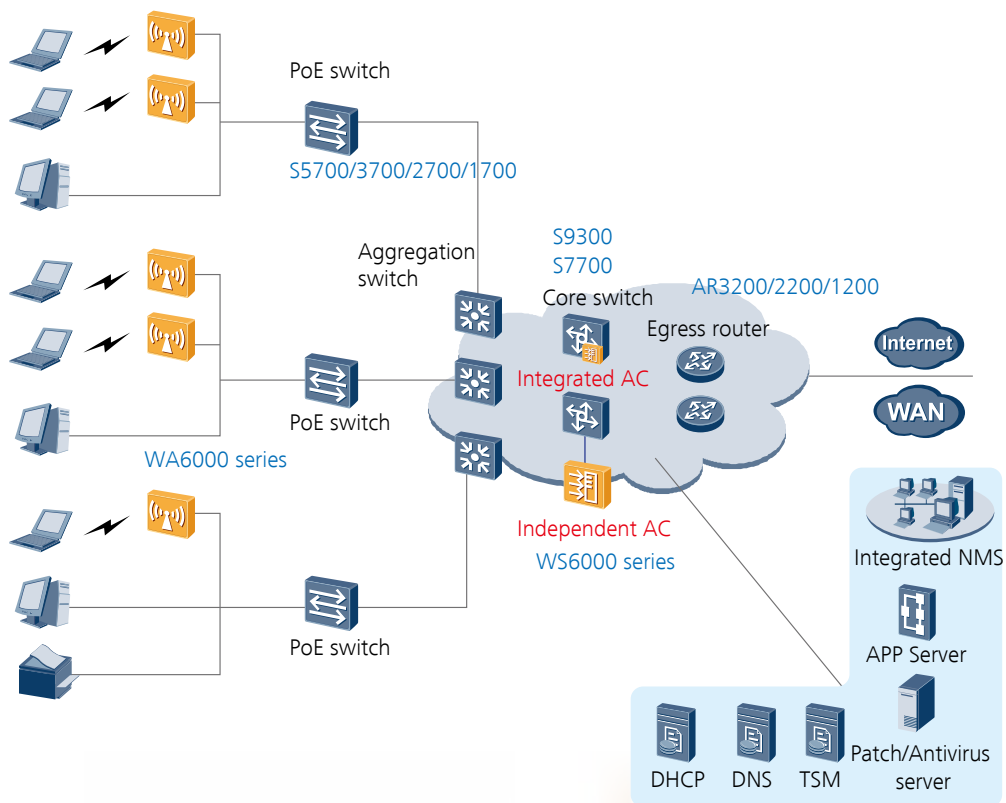 PoE switch
S5700/3700/2700/1700
Aggregation
switch
S9300
S7700
Core switch
AR3200/2200/1200
Egress router
Internet
Integrated AC
WAN
PoE switch
WA6000 series
Independent AC
WS6000 series
Integrated NMS
PoE switch
APP Server
Patch/Antivirus
server
DHCP
DNS
TSM